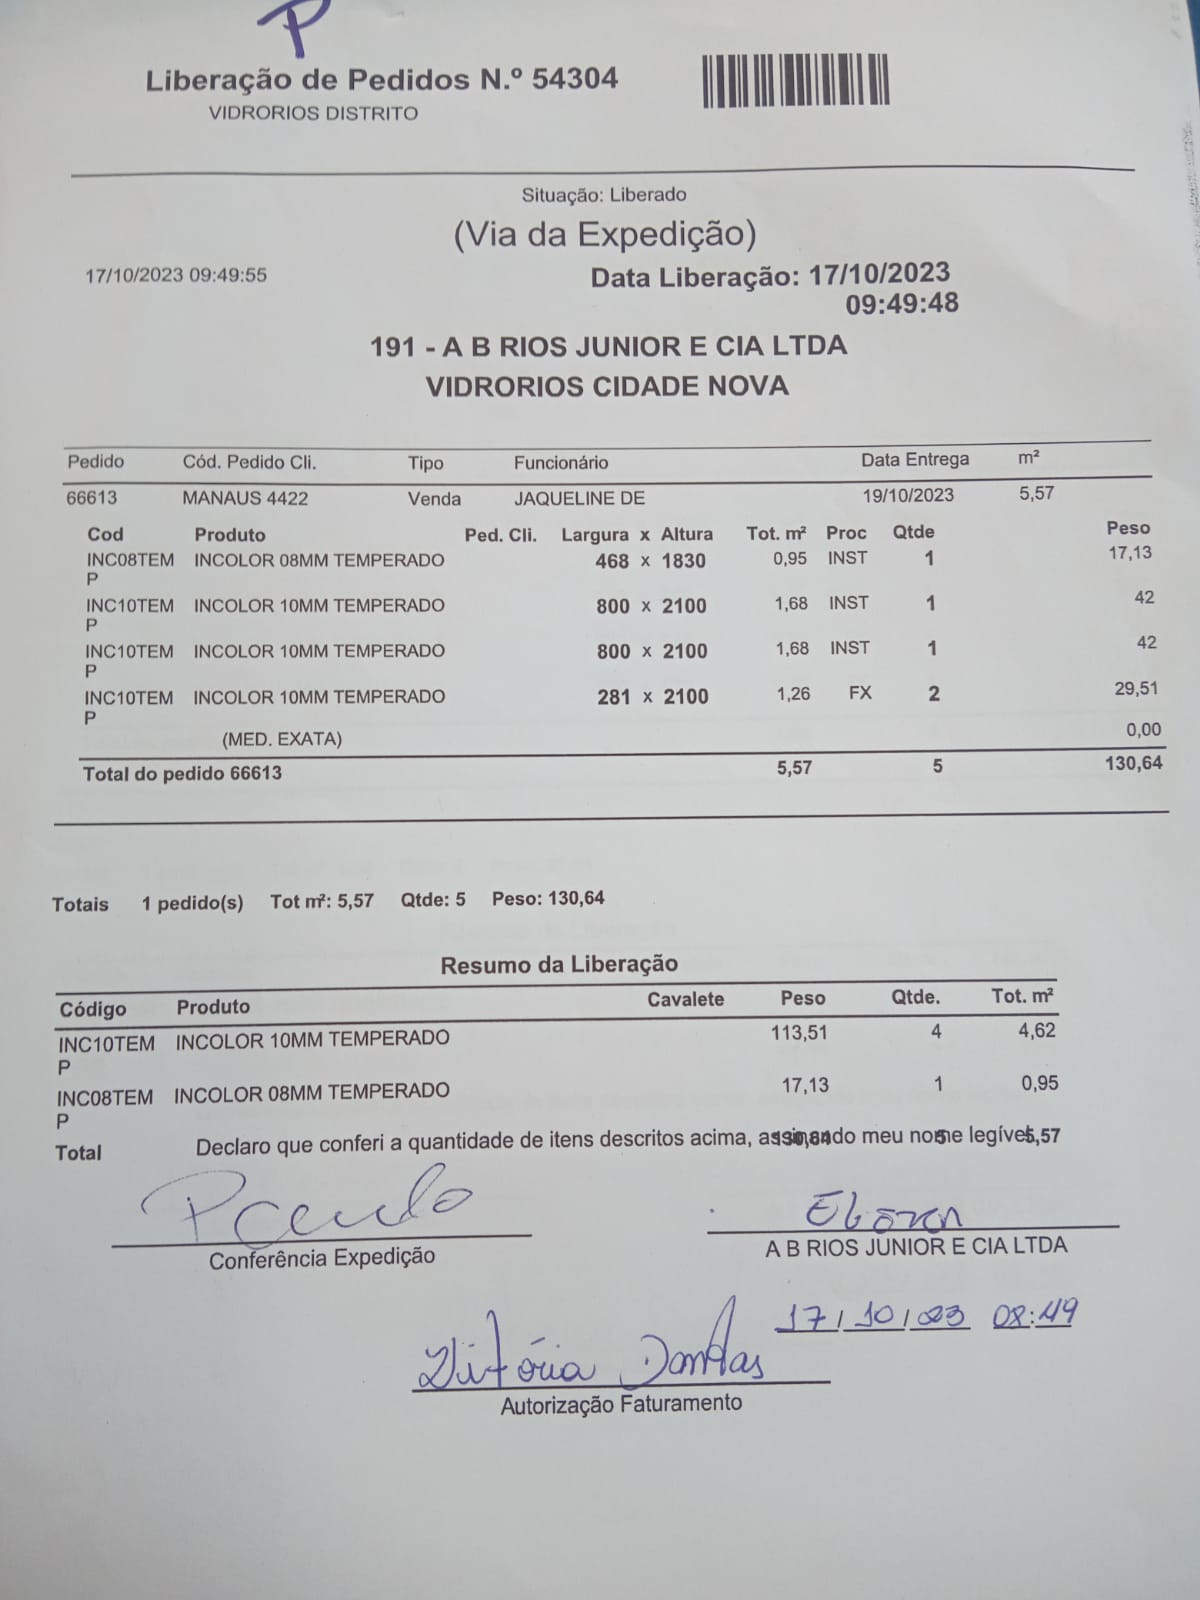 P
Liberação de Pedidos N.º 54304
VIDRORIOS DISTRITO
Situação: Liberado
(Via da Expedição)
17/10/2023 09:49:55
Data Liberação: 17/10/2023
09:49:48
191 - A B RIOS JUNIOR E CIA LTDA
VIDRORIOS CIDADE NOVA
Pedido Cód. Pedido Cli. Tipo Funcionário Data Entrega m²
66613 MANAUS 4422 Venda JAQUELINE DE 19/10/2023 5,57
Cod Produto Ped. Cli. Largura x Altura Tot. m² Proc Qtde Peso
INC08TEM INCOLOR 08MM TEMPERADO 468 x 1830 0,95 INST 1 17,13
P
INC10TEM INCOLOR 10MM TEMPERADO 800 x 2100 1,68 INST 1 42
P
INC10TEM INCOLOR 10MM TEMPERADO 800 x 2100 1,68 INST 1 42
P
INC10TEM INCOLOR 10MM TEMPERADO 281 x 2100 1,26 FX 2 29,51
P
(MED. EXATA) 0,00
Total do pedido 66613 5,57 5 130,64
Totais 1 pedido(s) Tot m²: 5,57 Qtde: 5 Peso: 130,64
Resumo da Liberação
Código Produto Cavalete Peso Qtde. Tot. m²
INC10TEM INCOLOR 10MM TEMPERADO 113,51 4 4,62
P
INC08TEM INCOLOR 08MM TEMPERADO 17,13 1 0,95
P
Total Declaro que conferi a quantidade de itens descritos acima, assinando meu nome legível 130,64 5 5,57
Conferência Expedição
A B RIOS JUNIOR E CIA LTDA
17/10/23 08:49
Vitória Dantas
Autorização Faturamento